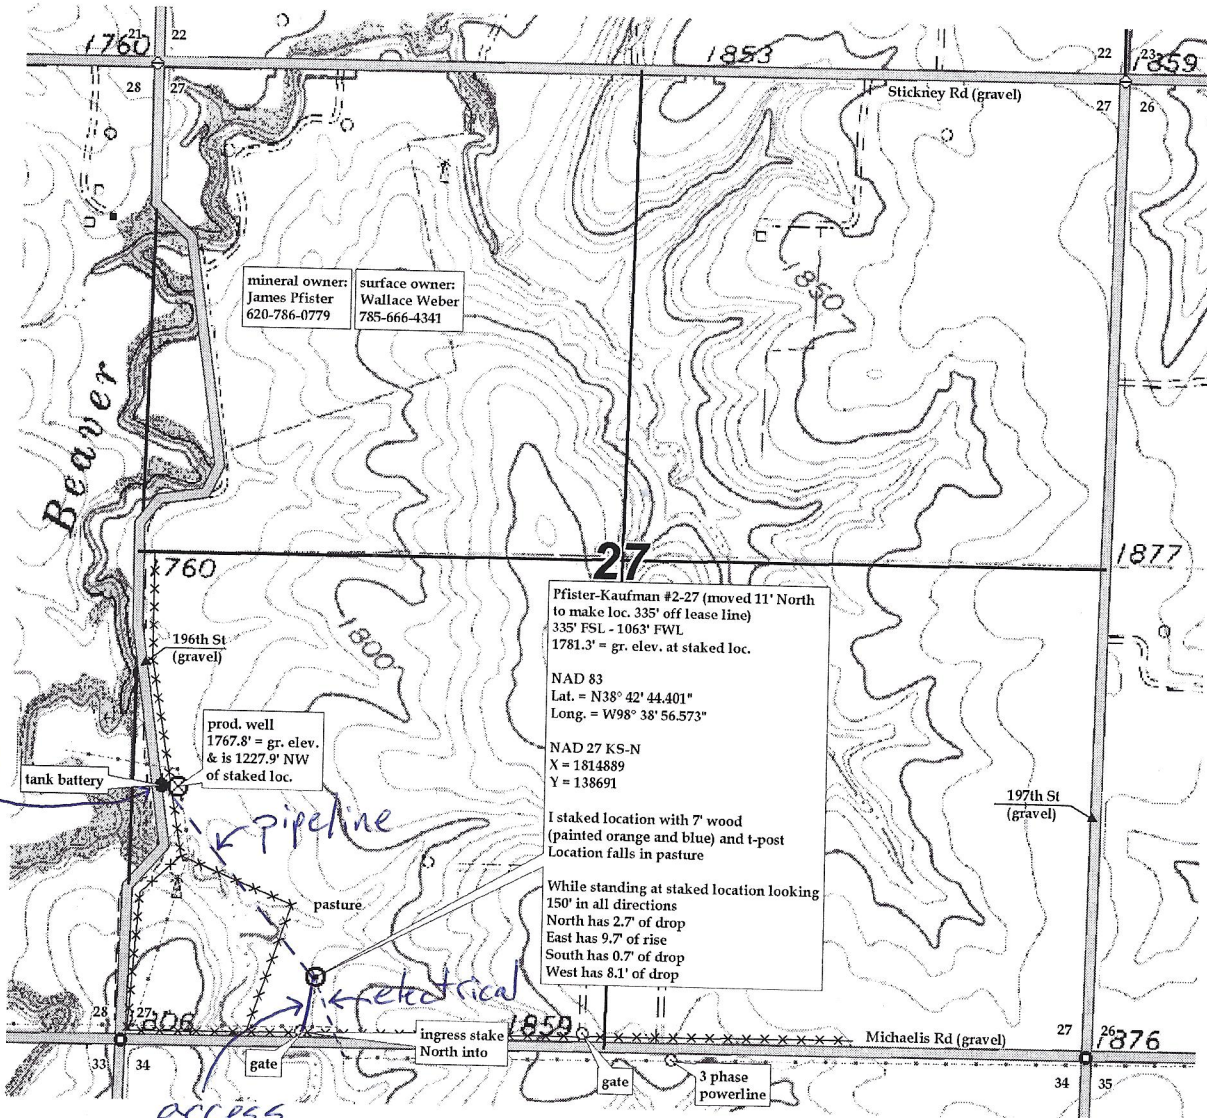 21 22
1760
1853
22 23
1859
28 27
Stickney Rd (gravel)
27 26
mineral owner:
James Pfister
620-786-0779
surface owner:
Wallace Weber
785-666-4341
1850
Beaver
27
760
1877
Pfister-Kaufman #2-27 (moved 11' North
to make loc. 335' off lease line)
335' FSL - 1063' FWL
1781.3' = gr. elev. at staked loc.
NAD 83
Lat. = N38° 42' 44.401"
Long. = W98° 38' 56.573"
NAD 27 KS-N
X = 1814889
Y = 138691
I staked location with 7' wood
(painted orange and blue) and t-post
Location falls in pasture
While standing at staked location looking
150' in all directions
North has 2.7' of drop
East has 9.7' of rise
South has 0.7' of drop
West has 8.1' of drop
1800
196th St
(gravel)
prod. well
1767.8' = gr. elev.
& is 1227.9' NW
of staked loc.
tank battery
197th St
(gravel)
pipeline
pasture
electrical
28 27
1806
1859
ingress stake
North into
Michaelis Rd (gravel)
27 26
1876
33 34
gate
gate
3 phase
powerline
34 35
access